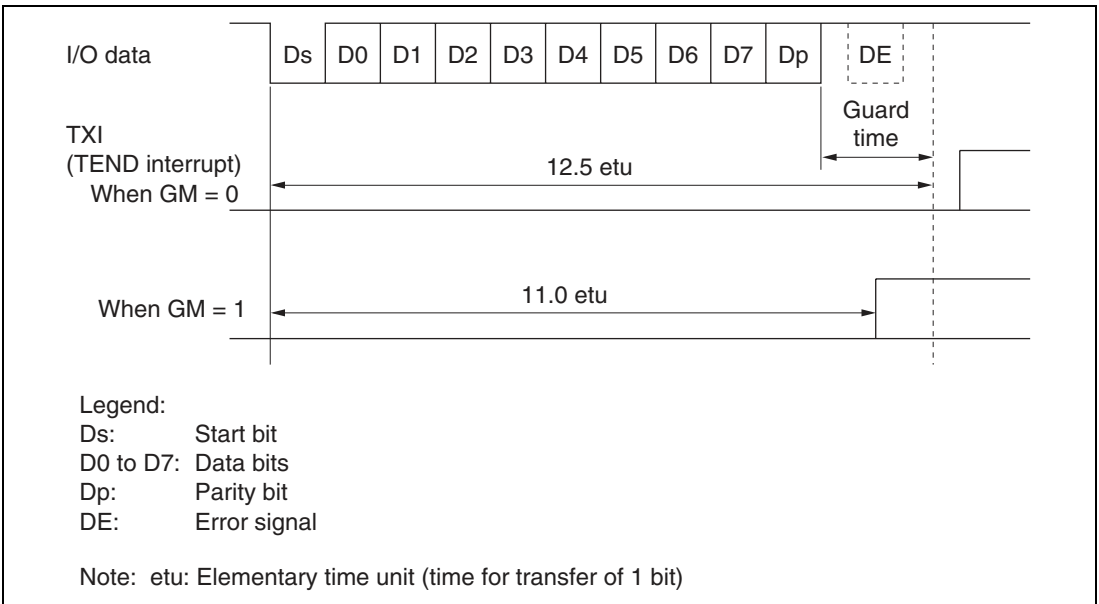 I/O data
Ds D0 D1 D2 D3 D4 D5 D6 D7 Dp DE
Guard
time
TXI
(TEND interrupt)
12.5 etu
When GM = 0
11.0 etu
When GM = 1
Legend:
Ds: Start bit
D0 to D7: Data bits
Dp: Parity bit
DE: Error signal
Note: etu: Elementary time unit (time for transfer of 1 bit)